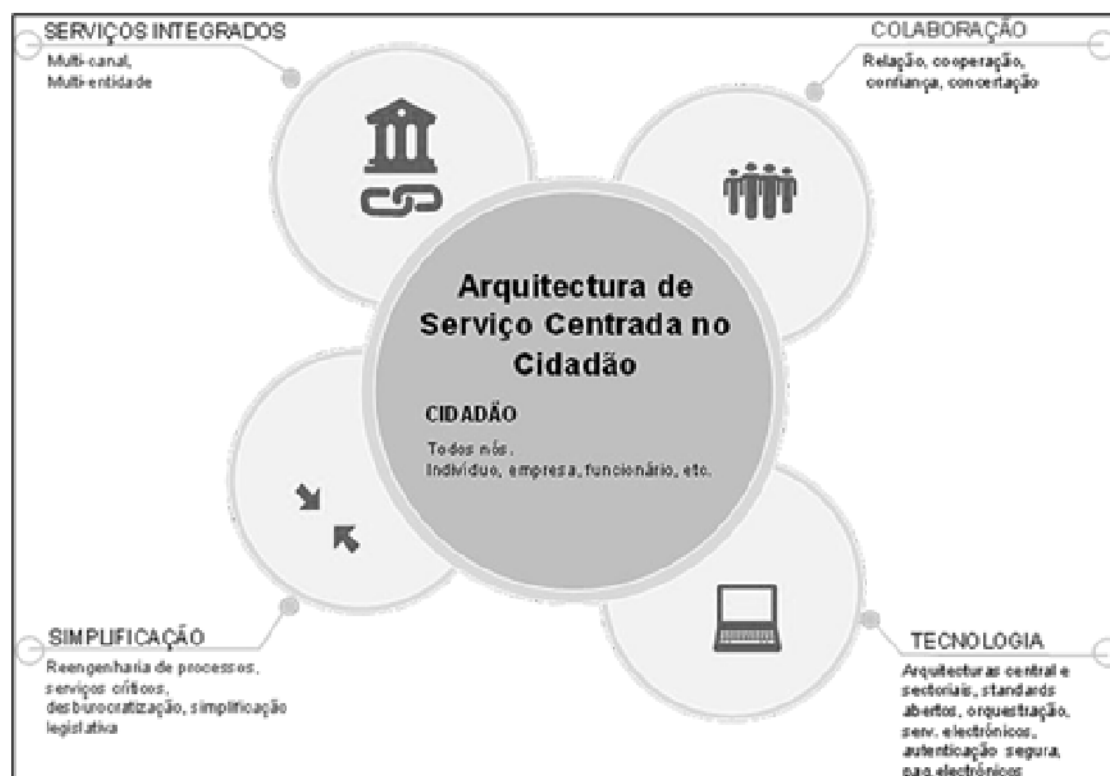 SERVIÇOS INTEGRADOS
Multi-canal,
Multi-entidade
COLABORAÇÃO
Relação, cooperação,
confiança, concertação
Arquitectura de
Serviço Centrada no
Cidadão
CIDADÃO
Todos nós.
Indivíduo, empresa, funcionário, etc.
SIMPLIFICAÇÃO
Reengenharia de processos,
serviços críticos,
desburocratização, simplificação
legislativa
TECNOLOGIA
Arquitecturas central e
sectoriais, standards
abertos, orquestração,
serv. electrónicos,
autenticação segura,
pag.electrónicos